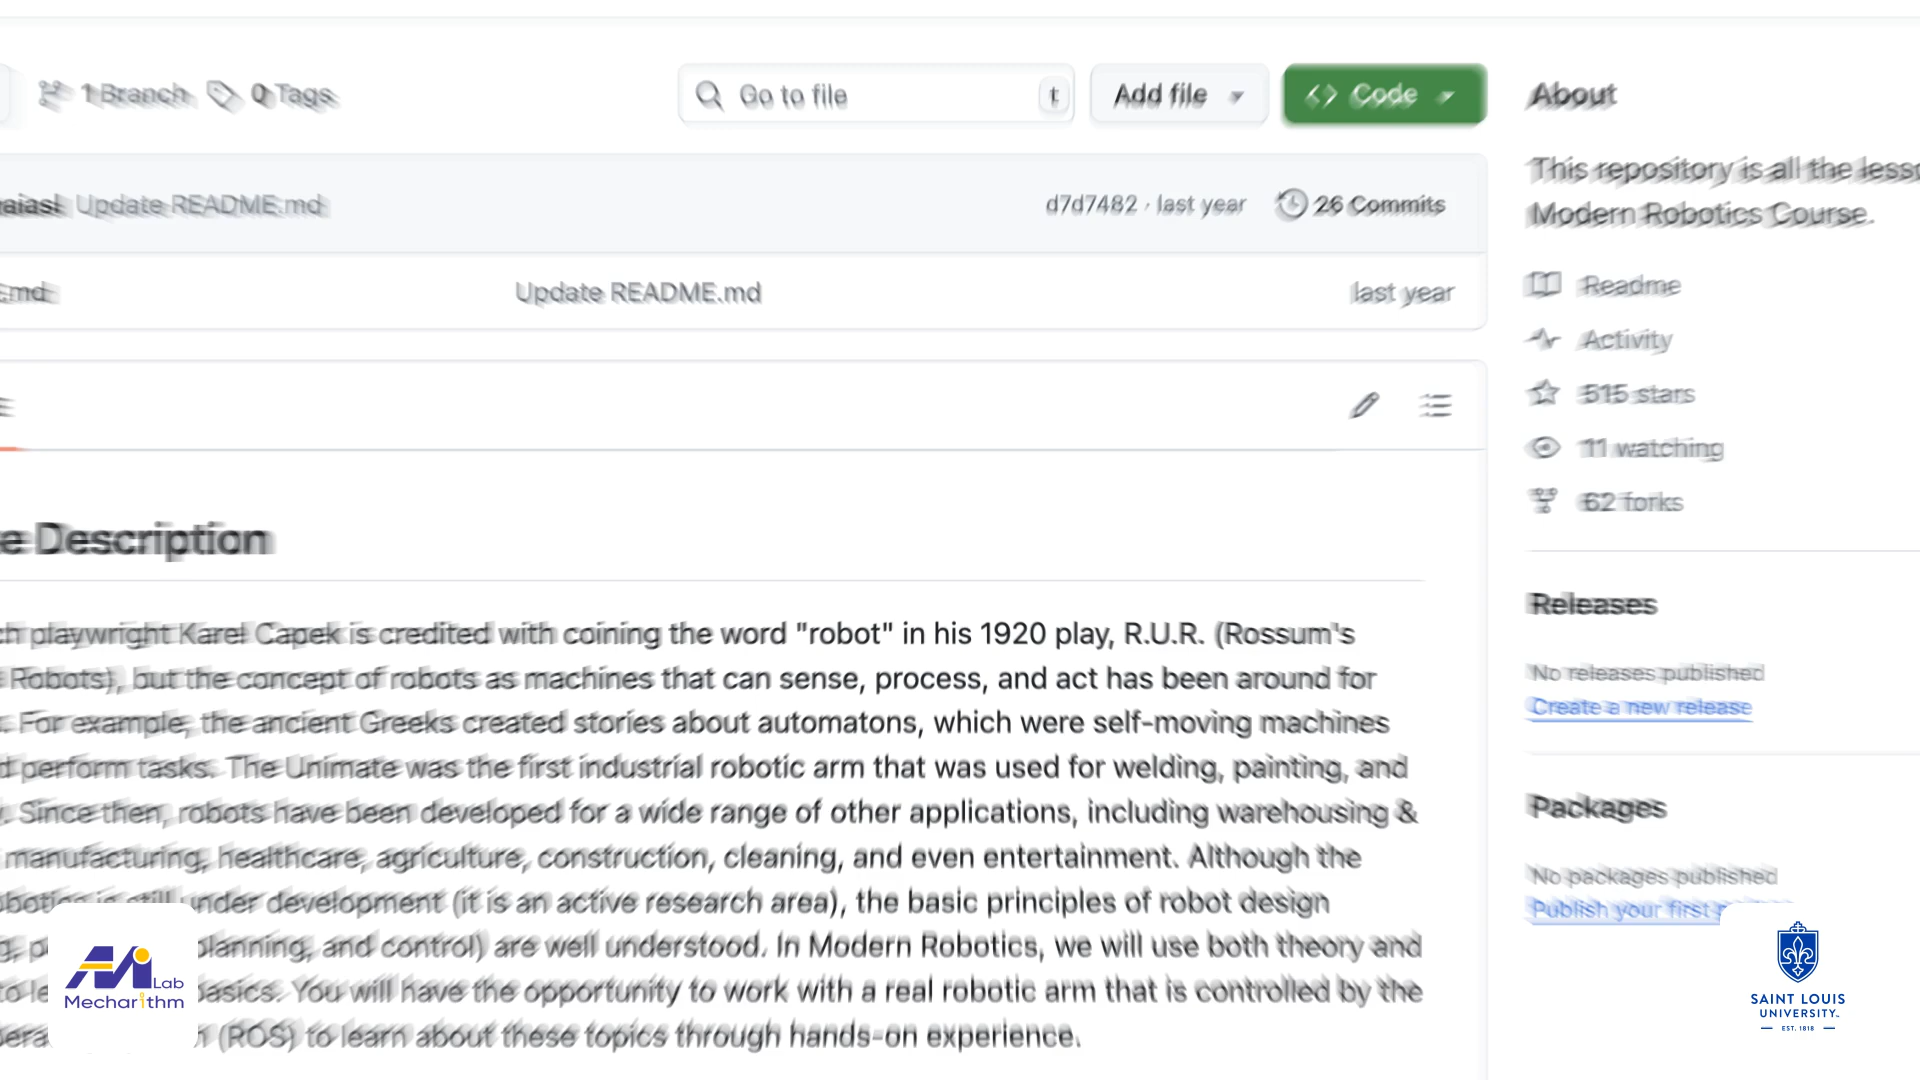 1 Branch 0 Tags
Go to file t
Add file
Code
Update README.md
d7d7482 · last year 26 Commits
.md
Update README.md
last year
e Description
ch playwright Karel Capek is credited with coining the word "robot" in his 1920 play, R.U.R. (Rossum's
Robots), but the concept of robots as machines that can sense, process, and act has been around for
. For example, the ancient Greeks created stories about automatons, which were self-moving machines
d perform tasks. The Unimate was the first industrial robotic arm that was used for welding, painting, and
. Since then, robots have been developed for a wide range of other applications, including warehousing &
manufacturing, healthcare, agriculture, construction, cleaning, and even entertainment. Although the
is still under development (it is an active research area), the basic principles of robot design
planning, and control) are well understood. In Modern Robotics, we will use both theory and
basics. You will have the opportunity to work with a real robotic arm that is controlled by the
(ROS) to learn about these topics through hands-on experience.
About
This repository is all the
Modern Robotics Course.
Readme
Activity
515 stars
11 watching
62 forks
Releases
No releases published
Create a new release
Packages
No packages published
Publish your first
Lab
Mecharithm
SAINT LOUIS
UNIVERSITY
EST. 1818